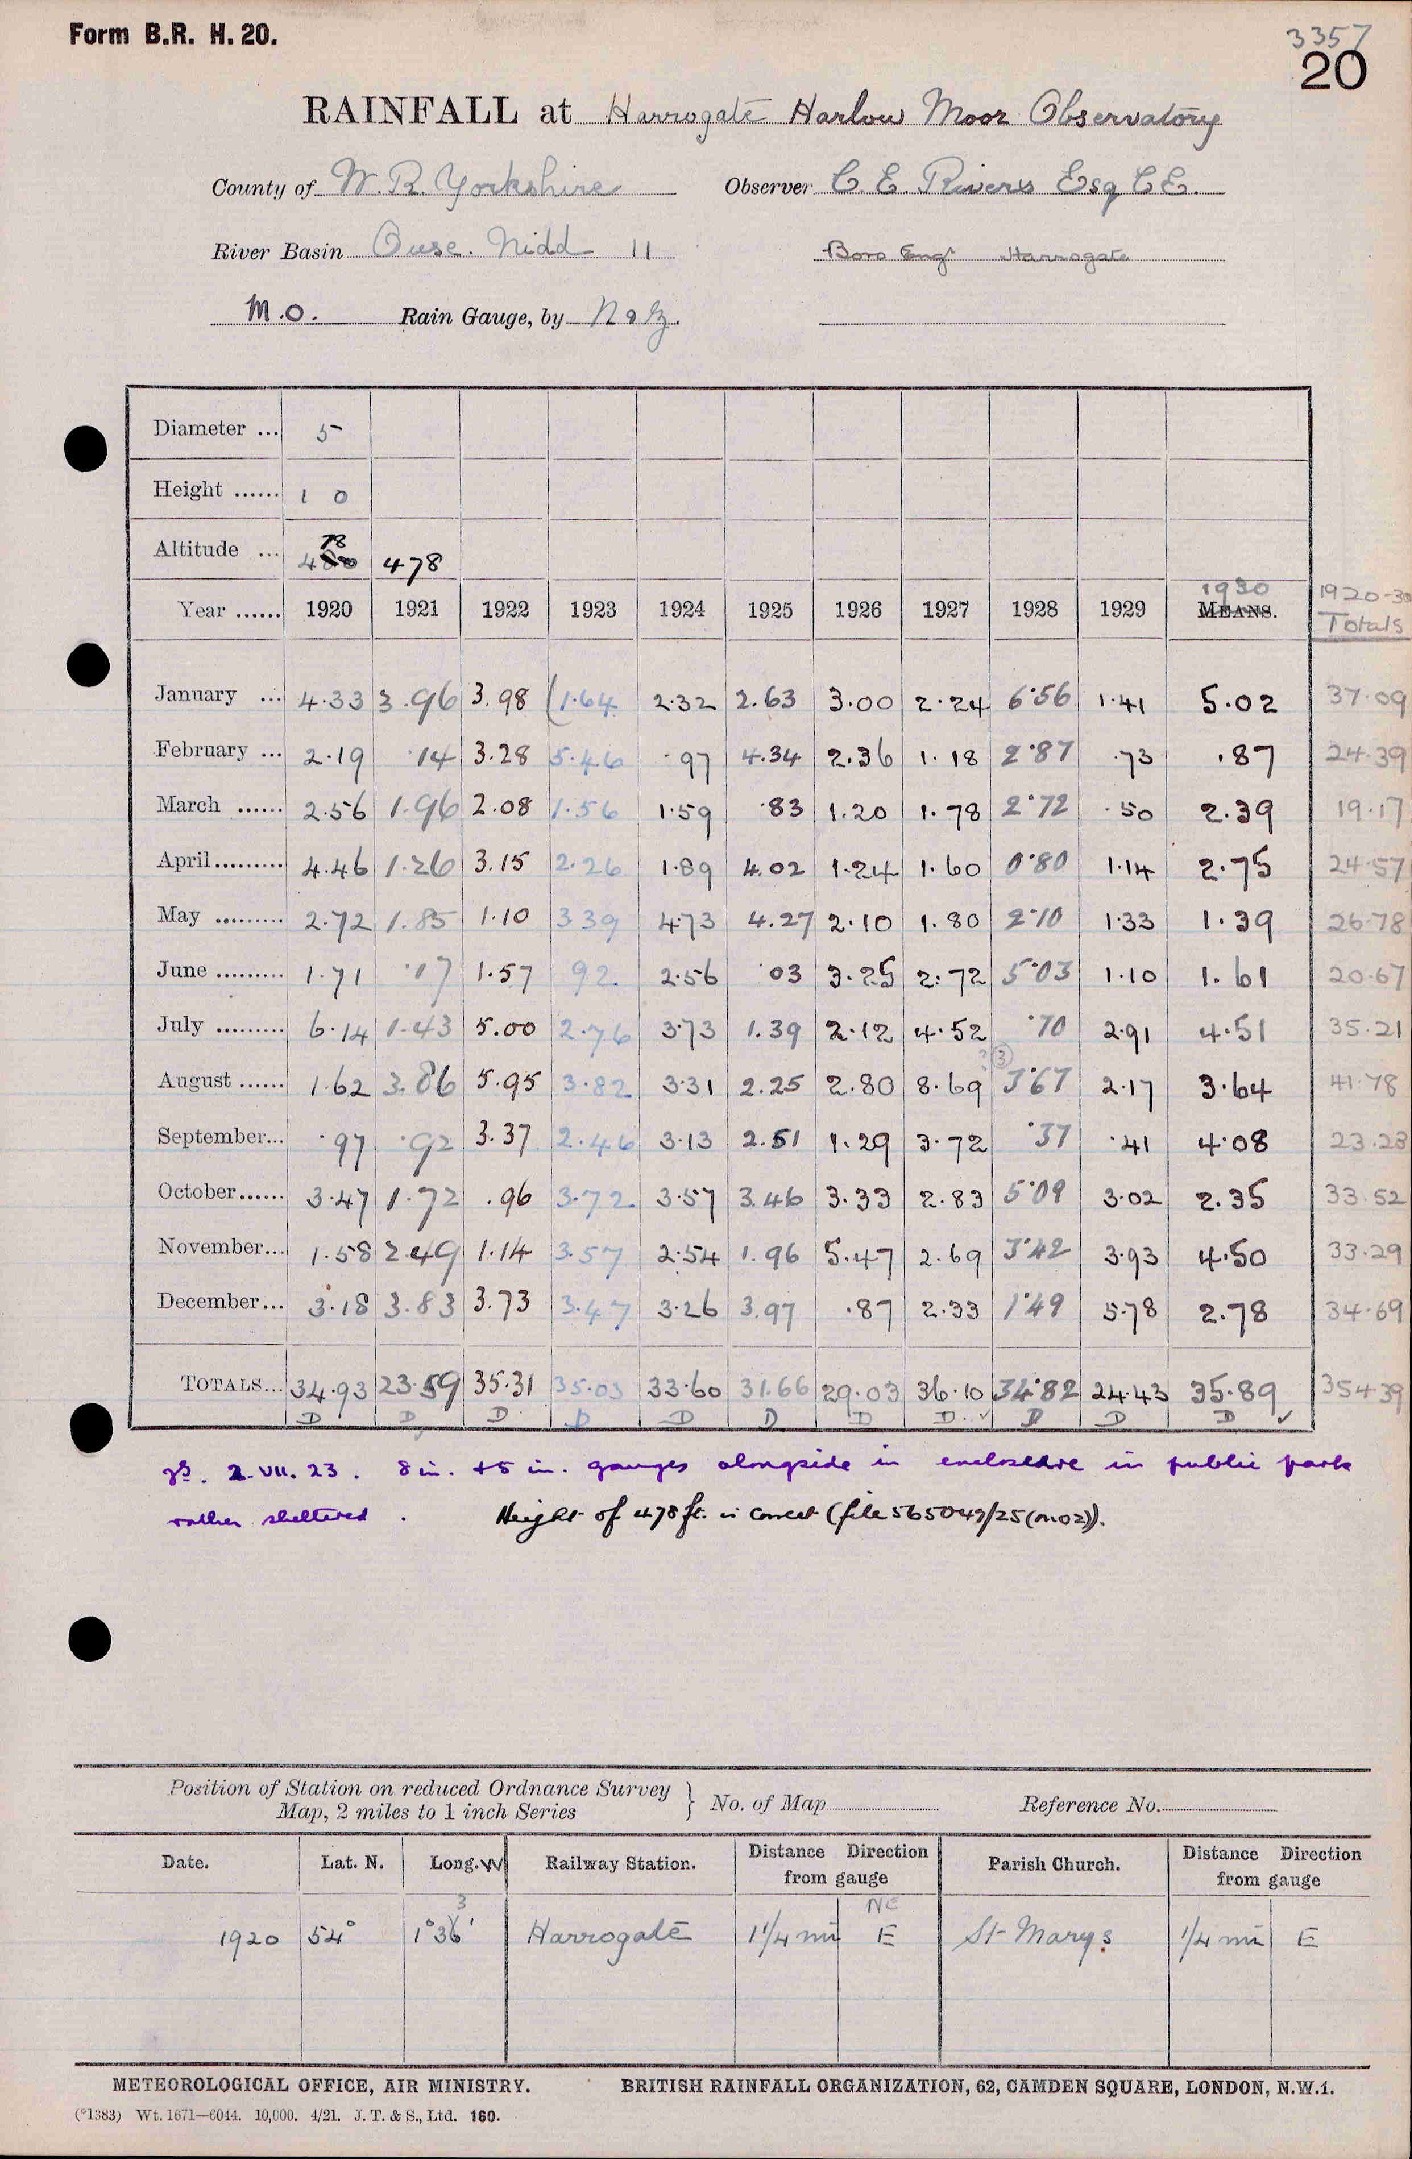 Form B.R. H. 20.
3357
20
RAINFALL at Harrogate Harlow Moor Observatory
County of W. R. Yorkshire Observer C E Rivers Esq CE.
River Basin Ouse. Nidd 11 Boro Engr Harrogate
M.O. Rain Gauge, by N & Z.
Diameter ... 5
Height ...... 1 0
Altitude ... 478 478
Year ...... 1920 1921 1922 1923 1924 1925 1926 1927 1928 1929 1930 MEANS. 1920-30 Totals
January ... 4.33 3.96 3.98 (1.64 2.32 2.63 3.00 2.24 6.56 1.41 5.02 37.09
February ... 2.19 .14 3.28 5.46 .97 4.34 2.36 1.18 2.87 .73 .87 24.39
March ...... 2.56 1.96 2.08 1.56 1.59 .83 1.20 1.78 2.72 .50 2.39 19.17
April......... 4.46 1.26 3.15 2.26 1.89 4.02 1.24 1.60 0.80 1.14 2.75 24.57
May ......... 2.72 1.85 1.10 3 39 4.73 4.27 2.10 1.80 2.10 1.33 1.39 26.78
June ......... 1.71 .17 1.57 92. 2.56 .03 3.25 2.72 5.03 1.10 1.61 20.67
July ......... 6.14 1.43 5.00 2.76 3.73 1.39 2.12 4.52 .70 2.91 4.51 35.21
August ...... 1.62 3.86 5.95 3.82 3.31 2.25 2.80 8.69 ? (3) 3.67 2.17 3.64 41.78
September... .97 .92 3.37 2.46 3.13 2.51 1.29 3.72 .37 .41 4.08 23.23
October...... 3.47 1.72 .96 3.72 3.57 3.46 3.33 2.83 5.09 3.02 2.35 33.52
November... 1.58 2.49 1.14 3.57 2.54 1.96 5.47 2.69 3.42 3.93 4.50 33.29
December... 3.18 3.83 3.73 3.47 3.26 3.97 .87 2.33 1.49 5.78 2.78 34.69
TOTALS... 34.93 23.59 35.31 35.03 33.60 31.66 29.03 36.10 34.82 24.43 35.89 354.39
D D D D D D D D ✓ D D D ✓
2.VII.23. 8 in. + 5 in. gauges alongside in enclosure in public park
rather sheltered. Height of 478 ft. is correct (file 565049/25 (M.O.2)).
Position of Station on reduced Ordnance Survey
Map, 2 miles to 1 inch Series } No. of Map Reference No.
Date. Lat. N. Long. W Railway Station. Distance Direction from gauge Parish Church. Distance Direction from gauge
3 NE
1920 54° 1° 36' Harrogate 1¼ mi E St Marys 1/4 mi E
METEOROLOGICAL OFFICE, AIR MINISTRY. BRITISH RAINFALL ORGANIZATION, 62, CAMDEN SQUARE, LONDON, N.W.1.
(*1383) Wt. 1671—6044. 10,000. 4/21. J. T. & S., Ltd. 160.